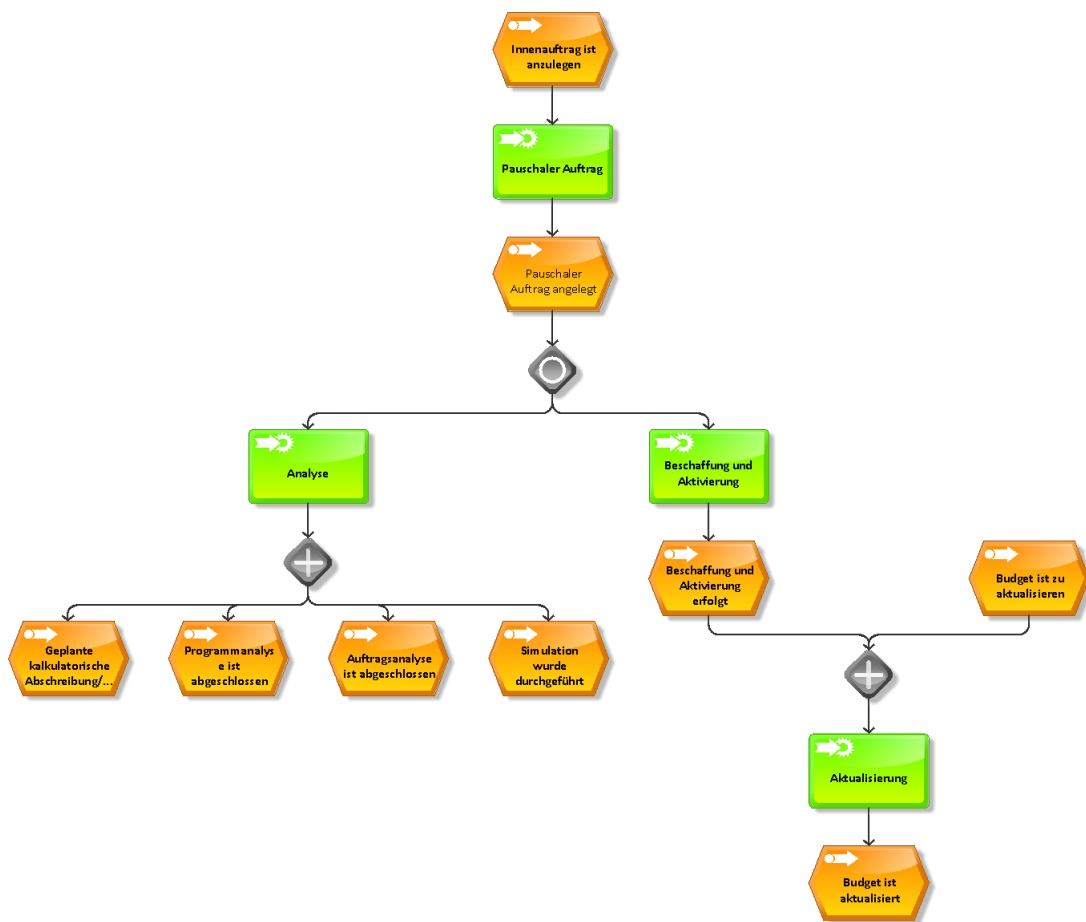 Innenauftrag ist
anzulegen
Pauschaler Auftrag
Pauschaler
Auftrag angelegt
Analyse
Beschaffung und
Aktivierung
Beschaffung und
Aktivierung
erfolgt
Budget ist zu
aktualisieren
Geplante
kalkulatorische
Abschreibung/...
Programmanalys
e ist
abgeschlossen
Auftragsanalyse
ist abgeschlossen
Simulation
wurde
durchgeführt
Aktualisierung
Budget ist
aktualisiert